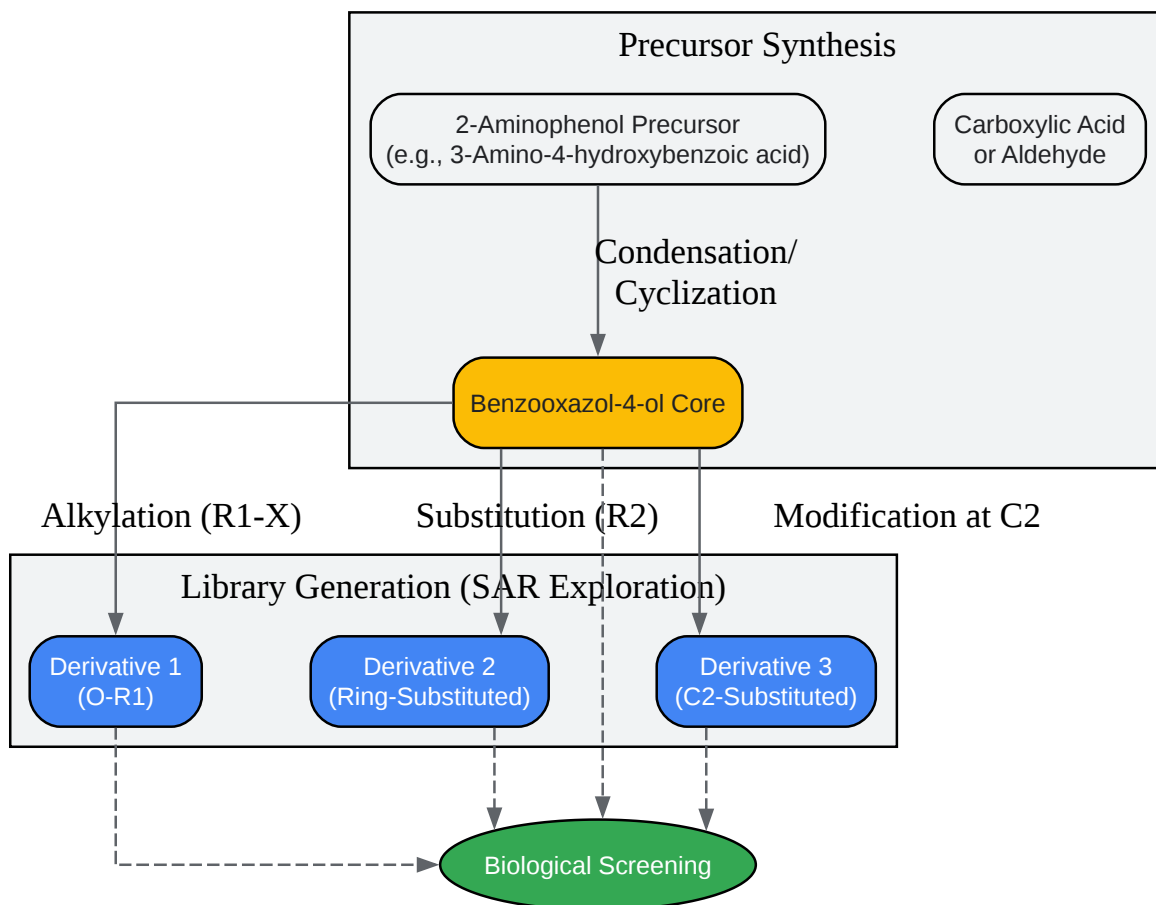 Precursor Synthesis
2-Aminophenol Precursor
(e.g., 3-Amino-4-hydroxybenzoic acid)
Carboxylic Acid
or Aldehyde
Condensation/
Cyclization
Benzooxazol-4-ol Core
Alkylation (R1-X)
Substitution (R2)
Modification at C2
Library Generation (SAR Exploration)
Derivative 1
(O-R1)
Derivative 2
(Ring-Substituted)
Derivative 3
(C2-Substituted)
Biological Screening